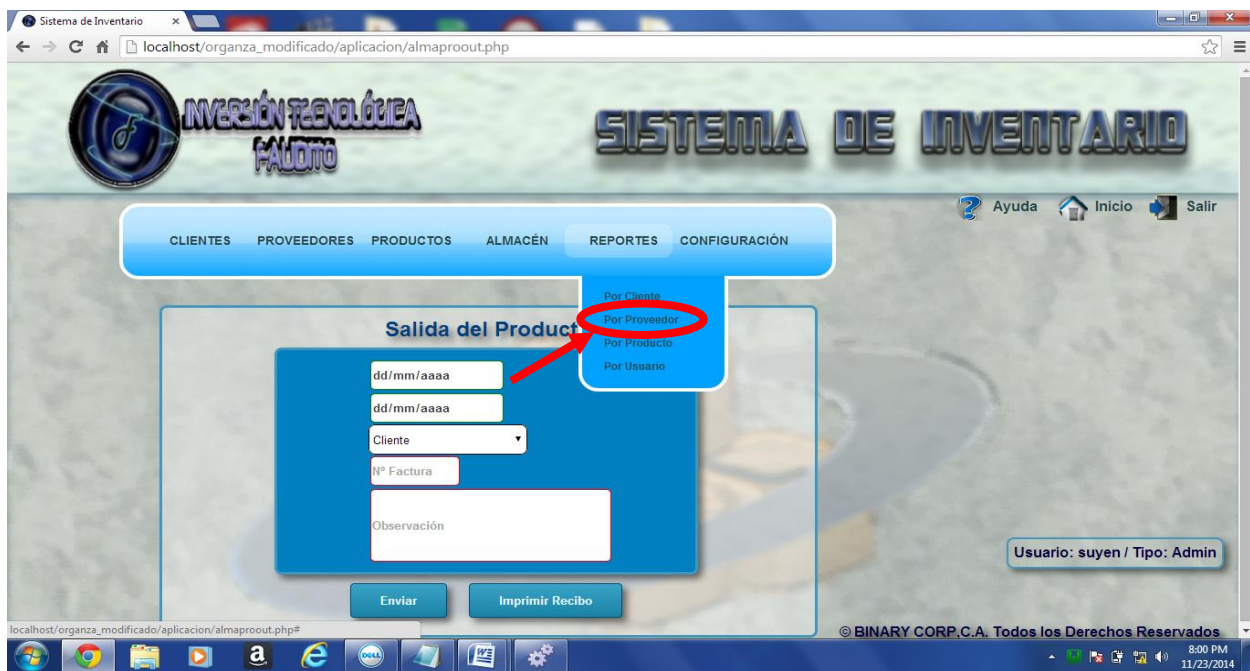 Sistema de Inventario
localhost/organza_modificado/aplicacion/almaproout.php
INVERSIÓN TECNOLÓGICA
FAUDITO
SISTEMA DE INVENTARIO
Ayuda Inicio Salir
CLIENTES PROVEEDORES PRODUCTOS ALMACÉN REPORTES CONFIGURACIÓN
Por Cliente
Por Proveedor
Por Producto
Por Usuario
Salida del Product
dd/mm/aaaa
dd/mm/aaaa
Cliente
Nº Factura
Observación
Enviar Imprimir Recibo
Usuario: suyen / Tipo: Admin
© BINARY CORP,C.A. Todos los Derechos Reservados
localhost/organza_modificado/aplicacion/almaproout.php#
8:00 PM
11/23/2014